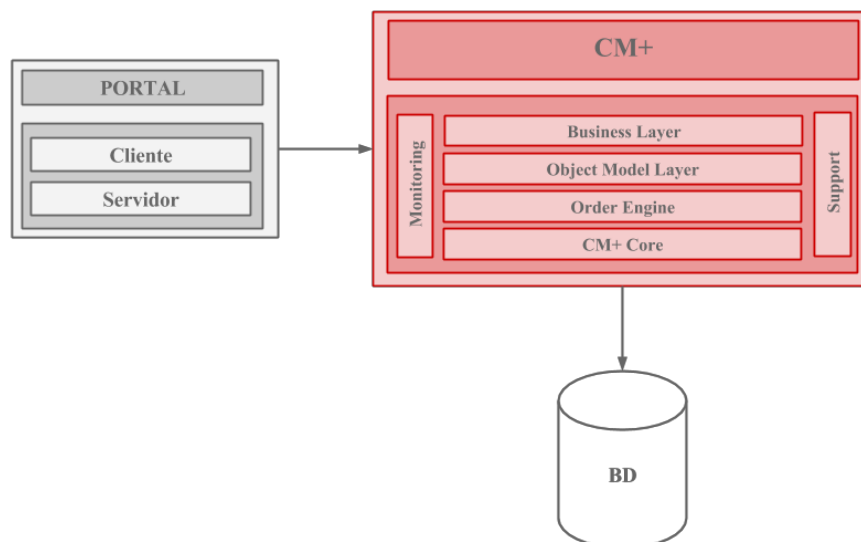 CM+
PORTAL
Cliente
Servidor
Monitoring
Business Layer
Object Model Layer
Order Engine
CM+ Core
Support
BD